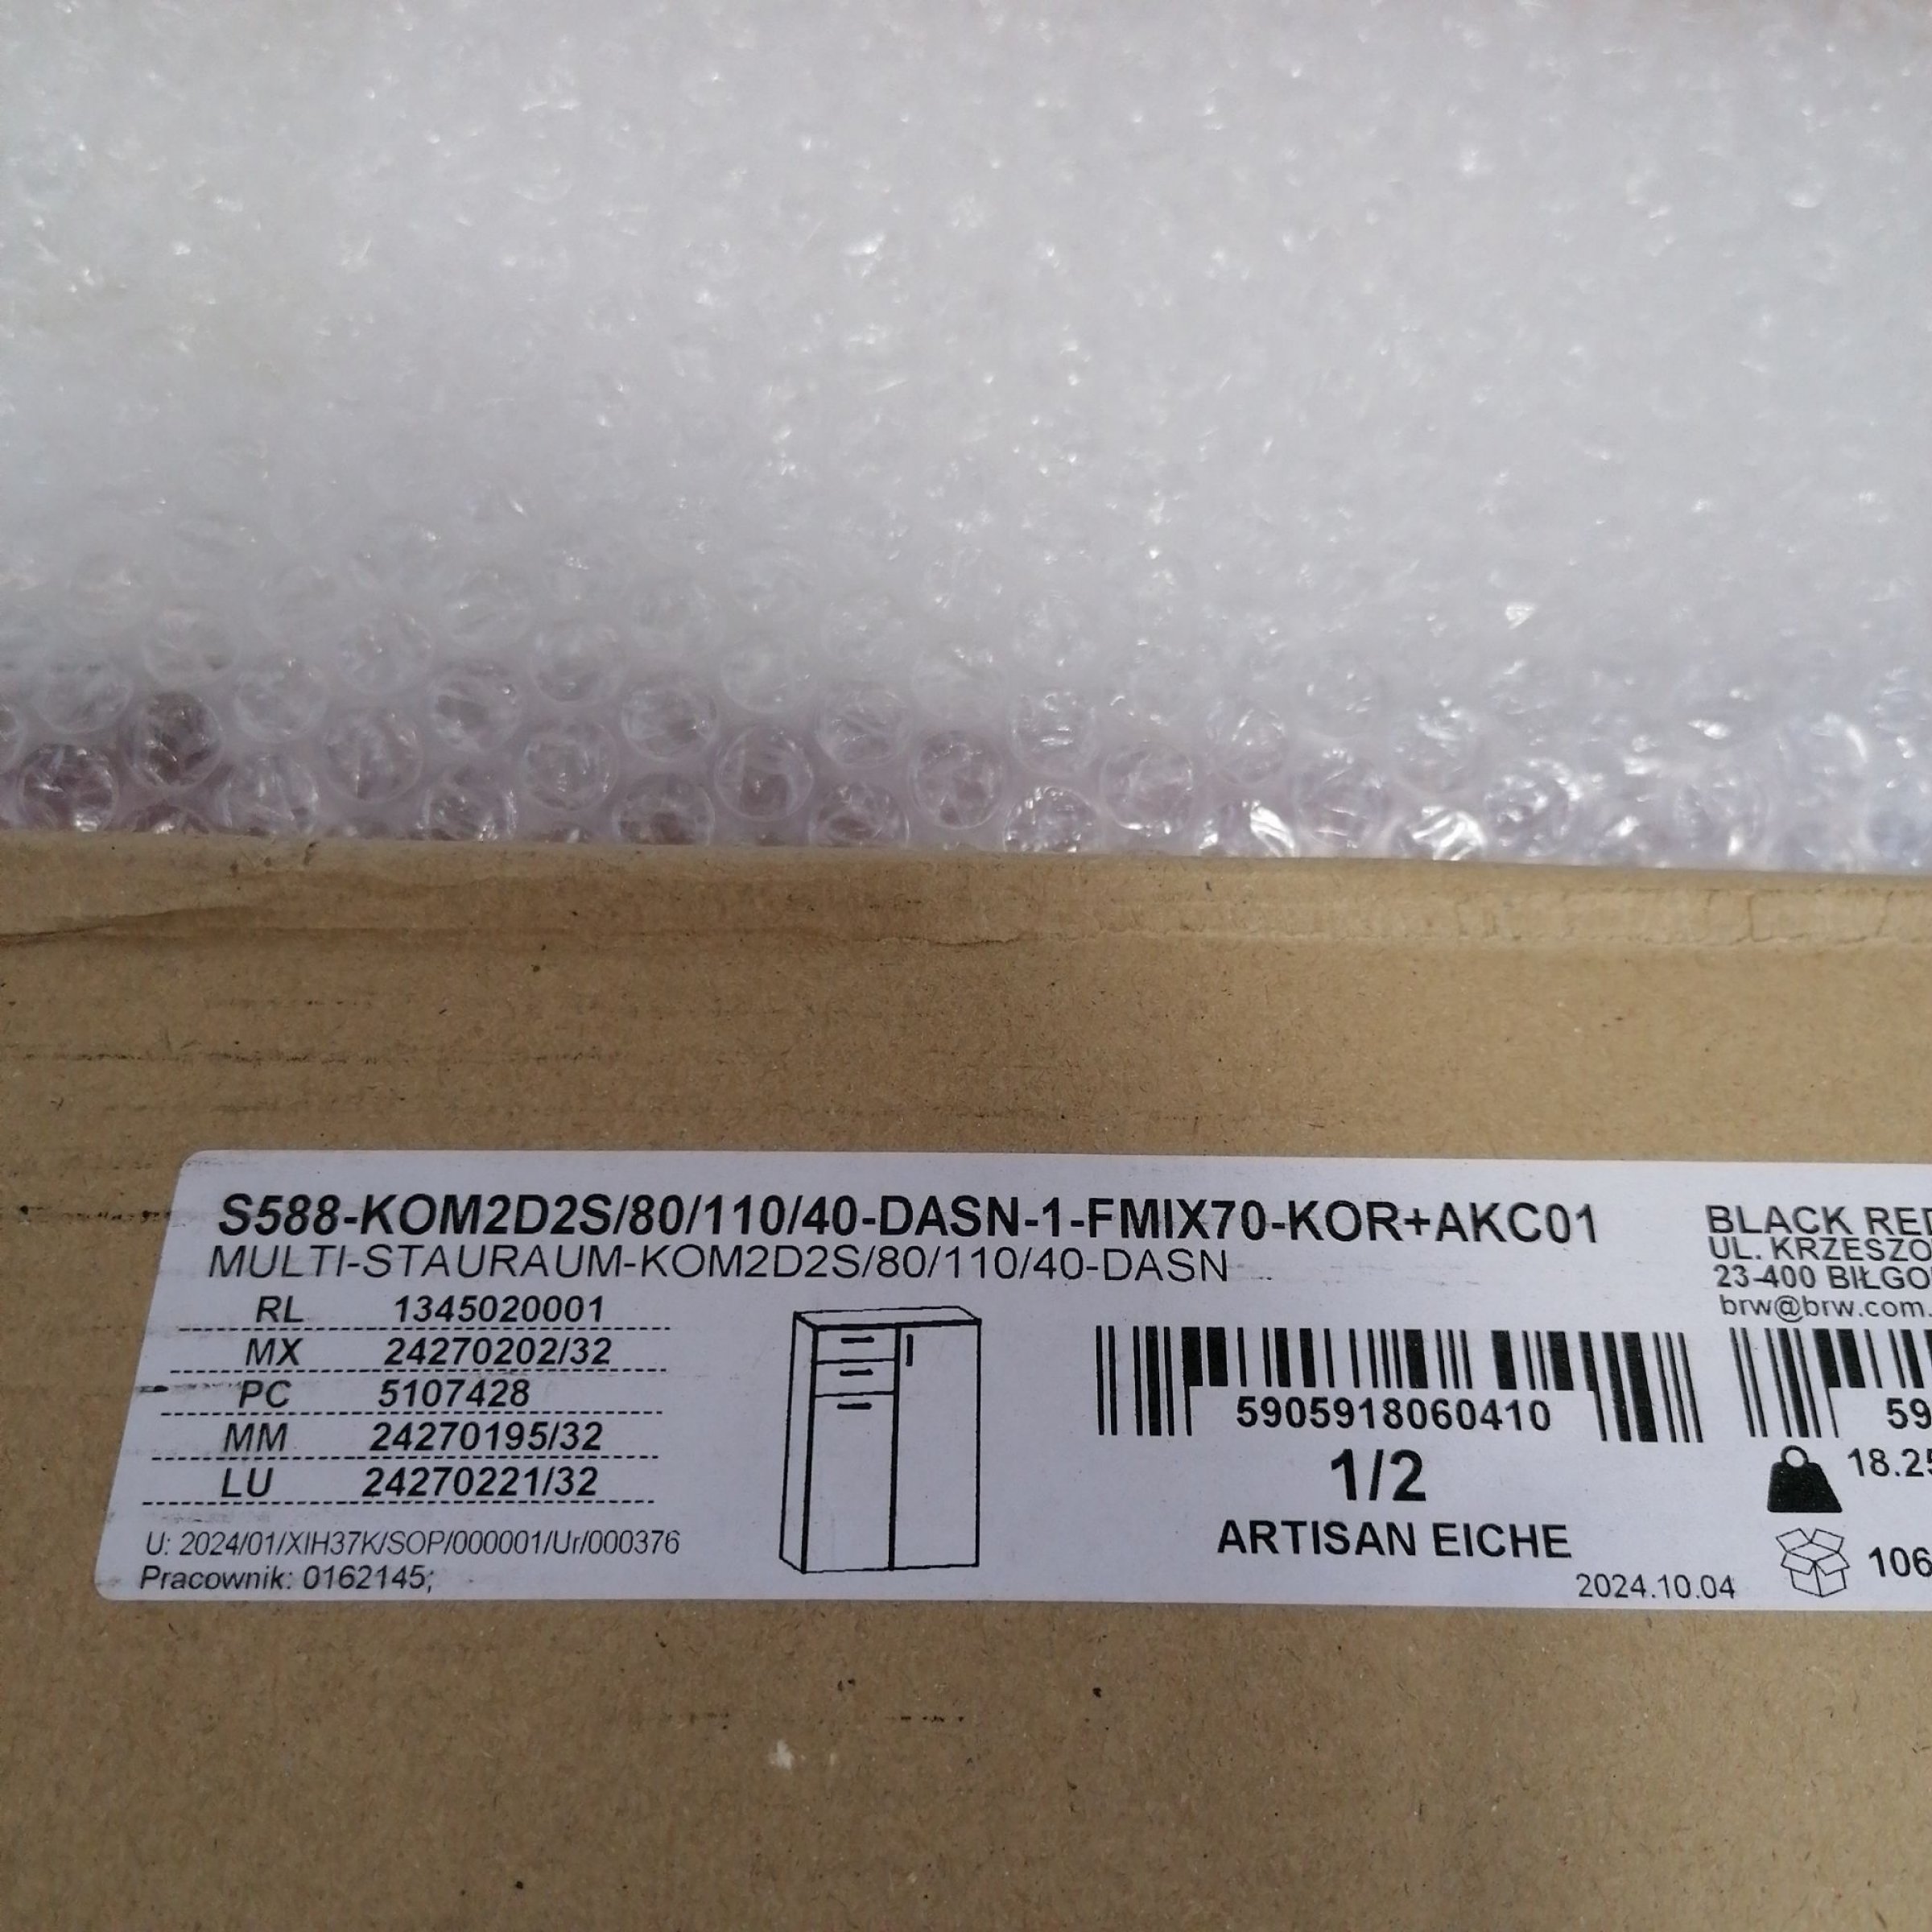 S588-KOM2D2S/80/110/40-DASN-1-FMIX70-KOR+AKC01
MULTI-STAURAUM-KOM2D2S/80/110/40-DASN
RL 1345020001
MX 24270202/32
PC 5107428
MM 24270195/32
LU 24270221/32
U: 2024/01/XIH37K/SOP/000001/Ur/000376
Pracownik: 0162145;
5905918060410
1/2
ARTISAN EICHE
2024.10.04
BLACK RED
UL. KRZESZO
23-400 BIŁGO
brw@brw.com.
59
18.25
106